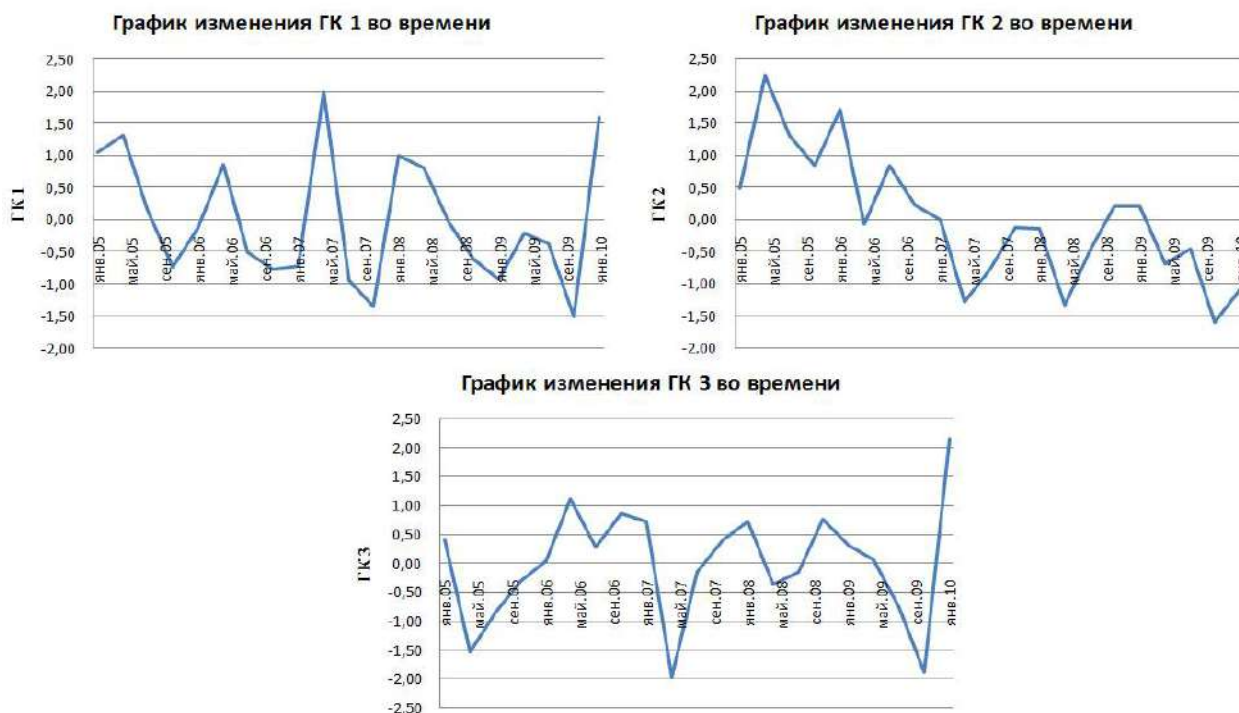 График изменения ГК 1 во времени
2,50
2,00
1,50
1,00
0,50
0,00
-0,50
-1,00
-1,50
-2,00
ГК1
янв.05
май.05
сен.05
янв.06
май.06
сен.06
янв.07
май.07
сен.07
янв.08
май.08
сен.08
янв.09
май.09
сен.09
янв.10
График изменения ГК 2 во времени
2,50
2,00
1,50
1,00
0,50
0,00
-0,50
-1,00
-1,50
-2,00
ГК2
янв.05
май.05
сен.05
янв.06
май.06
сен.06
янв.07
май.07
сен.07
янв.08
май.08
сен.08
янв.09
май.09
сен.09
График изменения ГК 3 во времени
2,50
2,00
1,50
1,00
0,50
0,00
-0,50
-1,00
-1,50
-2,00
-2,50
ГК3
янв.05
май.05
сен.05
янв.06
май.06
сен.06
янв.07
май.07
сен.07
янв.08
май.08
сен.08
янв.09
май.09
сен.09
янв.10